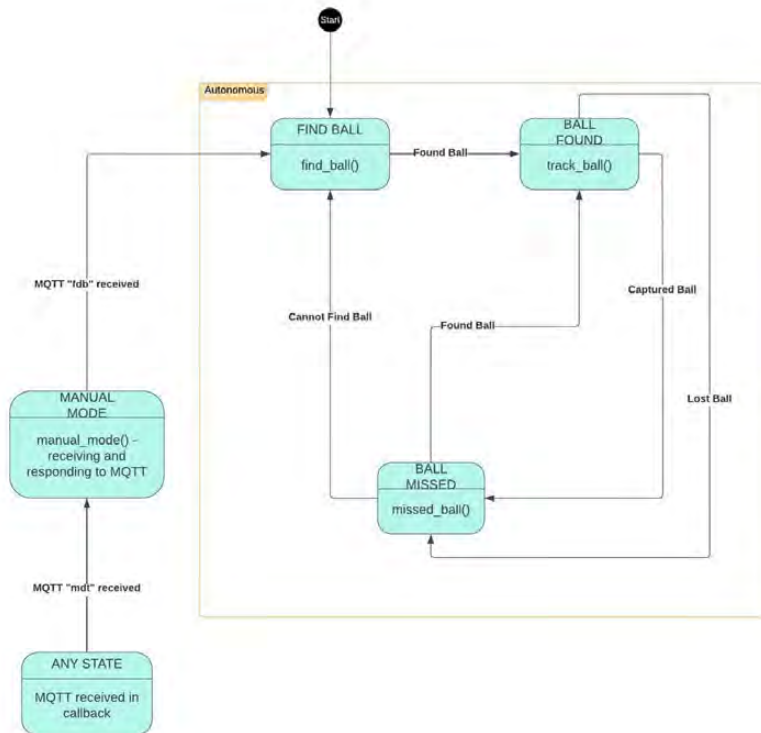 Start
Autonomous
FIND BALL
find_ball()
Found Ball
BALL
FOUND
track_ball()
MQTT "fdb" received
Cannot Find Ball
Found Ball
Captured Ball
Lost Ball
MANUAL
MODE
manual_mode() -
receiving and
responding to MQTT
BALL
MISSED
missed_ball()
MQTT "mdt" received
ANY STATE
MQTT received in
callback